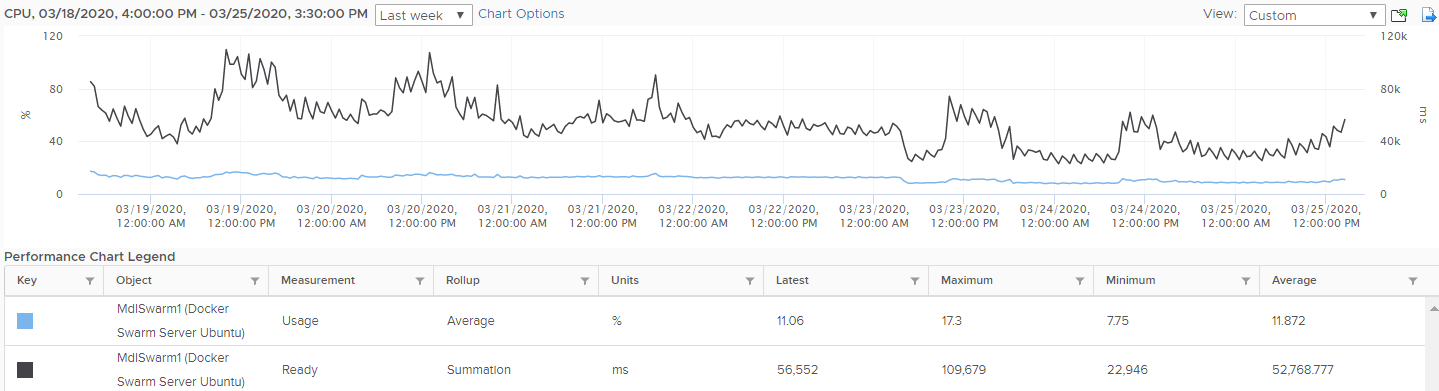 CPU, 03/18/2020, 4:00:00 PM - 03/25/2020, 3:30:00 PM Last week Chart Options View: Custom
120 120k
80 80k
40 40k
0 0
% ms
03/19/2020, 03/19/2020, 03/20/2020, 03/20/2020, 03/21/2020, 03/21/2020, 03/22/2020, 03/22/2020, 03/23/2020, 03/23/2020, 03/24/2020, 03/24/2020, 03/25/2020, 03/25/2020,
12:00:00 AM 12:00:00 PM 12:00:00 AM 12:00:00 PM 12:00:00 AM 12:00:00 PM 12:00:00 AM 12:00:00 PM 12:00:00 AM 12:00:00 PM 12:00:00 AM 12:00:00 PM 12:00:00 AM 12:00:00 PM
Performance Chart Legend
Key Object Measurement Rollup Units Latest Maximum Minimum Average
MdlSwarm1 (Docker
Swarm Server Ubuntu) Usage Average % 11.06 17.3 7.75 11.872
MdlSwarm1 (Docker
Swarm Server Ubuntu) Ready Summation ms 56,552 109,679 22,946 52,768.777